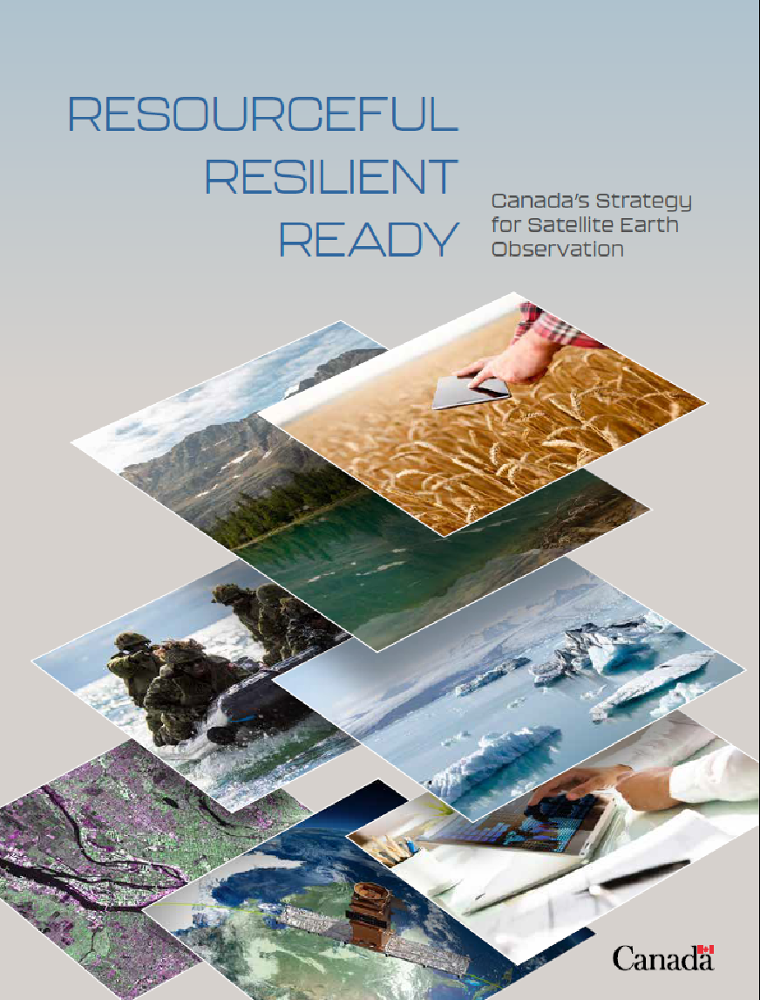 RESOURCEFUL
RESILIENT
READY
Canada's Strategy
for Satellite Earth
Observation
Canada